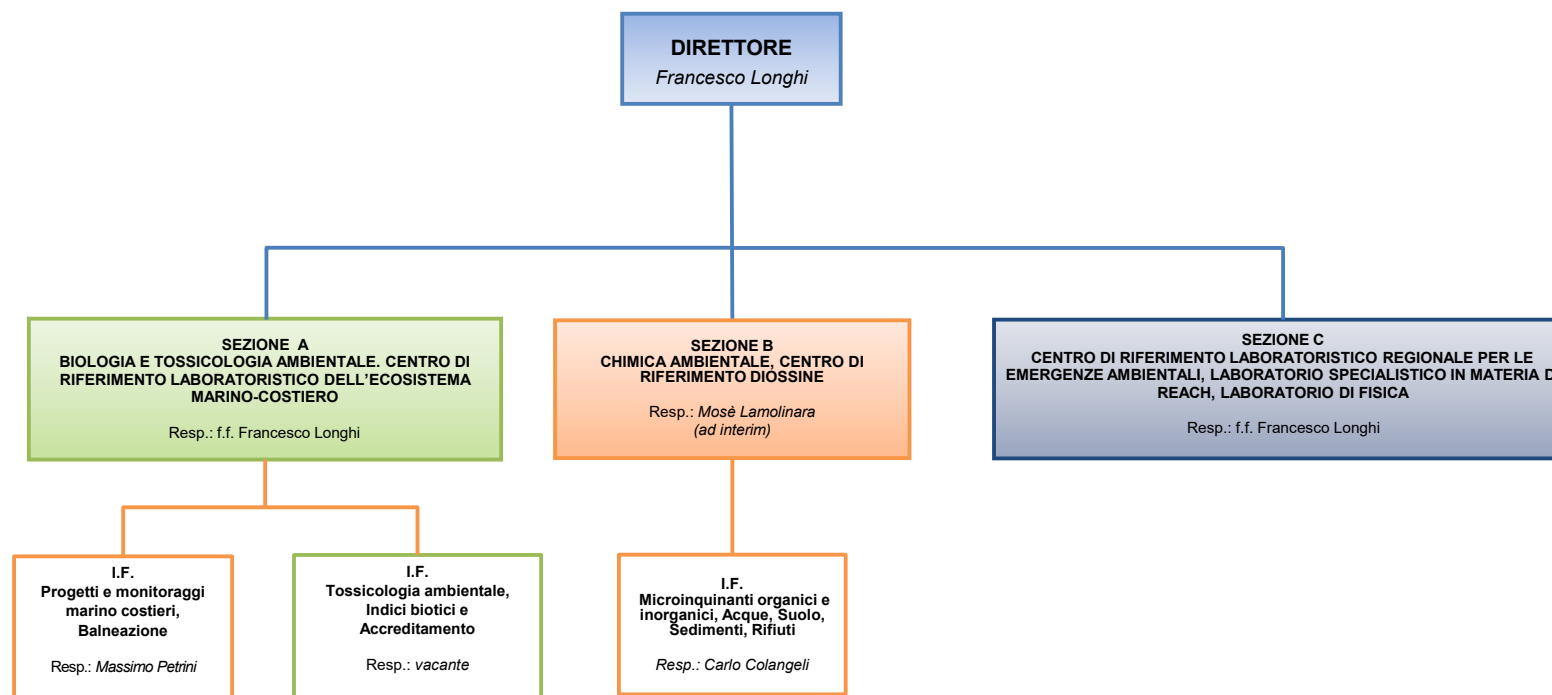 DIRETTORE
Francesco Longhi
SEZIONE A
BIOLOGIA E TOSSICOLOGIA AMBIENTALE. CENTRO DI
RIFERIMENTO LABORATORISTICO DELL'ECOSISTEMA
MARINO-COSTIERO
Resp.: f.f. Francesco Longhi
SEZIONE B
CHIMICA AMBIENTALE, CENTRO DI
RIFERIMENTO DIOSSINE
Resp.: Mosè Lamolinara
(ad interim)
SEZIONE C
CENTRO DI RIFERIMENTO LABORATORISTICO REGIONALE PER LE
EMERGENZE AMBIENTALI, LABORATORIO SPECIALISTICO IN MATERIA D
REACH, LABORATORIO DI FISICA
Resp.: f.f. Francesco Longhi
I.F.
Progetti e monitoraggi
marino costieri,
Balneazione
Resp.: Massimo Petrini
I.F.
Tossicologia ambientale,
Indici biotici e
Accreditamento
Resp.: vacante
I.F.
Microinquinanti organici e
inorganici, Acque, Suolo,
Sedimenti, Rifiuti
Resp.: Carlo Colangeli